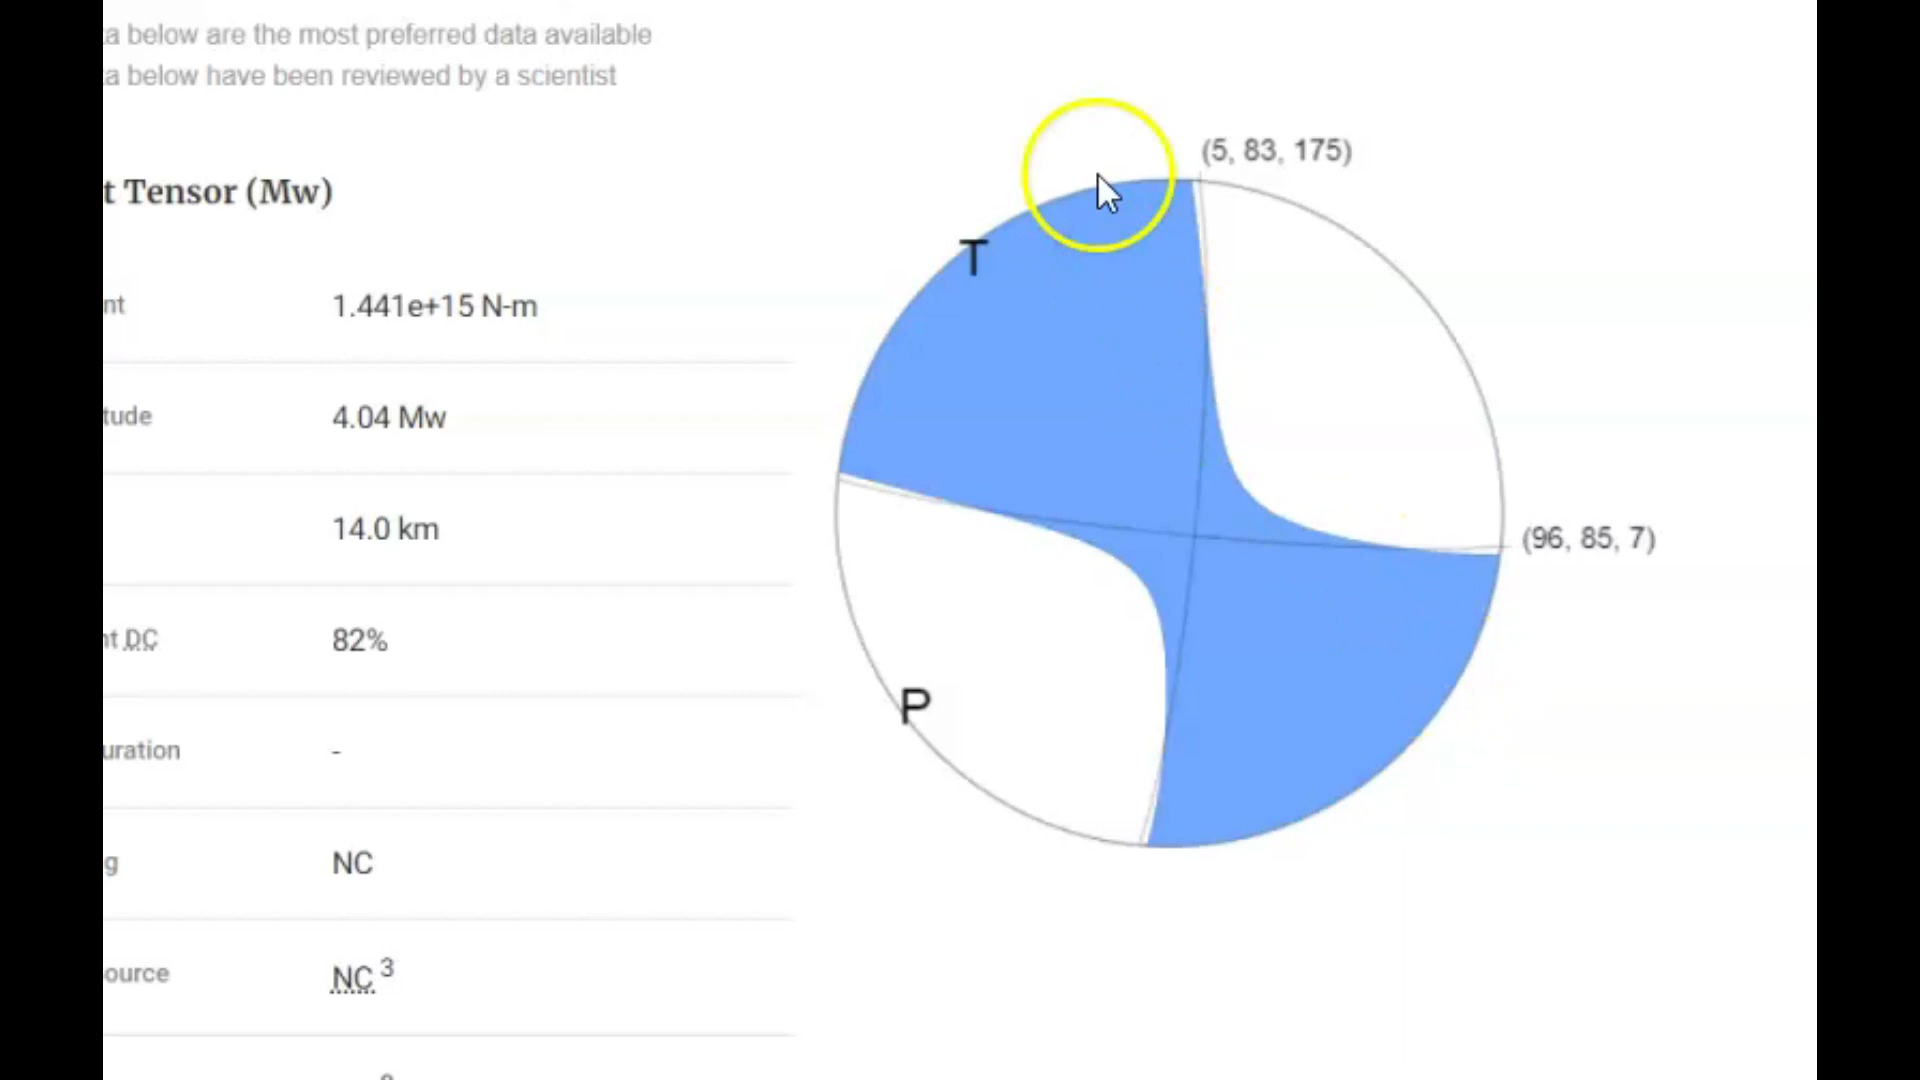 a below are the most preferred data available
a below have been reviewed by a scientist
t Tensor (Mw)
nt 1.441e+15 N-m
tude 4.04 Mw
14.0 km
nt DC 82%
uration -
g NC
ource NC 3
T
P
(5, 83, 175)
(96, 85, 7)